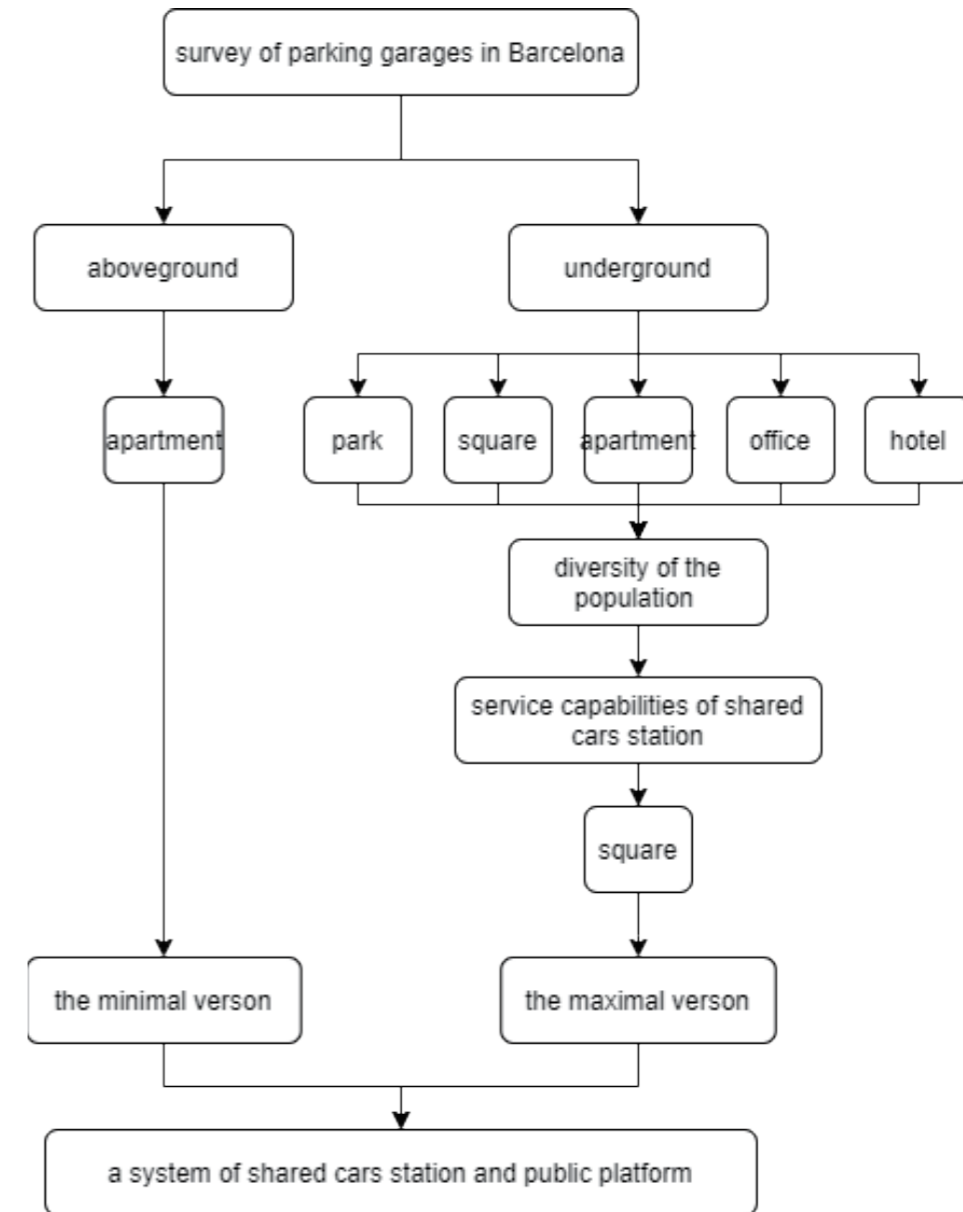 survey of parking garages in Barcelona
aboveground
underground
apartment
park
square
apartment
office
hotel
diversity of the
population
service capabilities of shared
cars station
square
the minimal verson
the maximal verson
a system of shared cars station and public platform